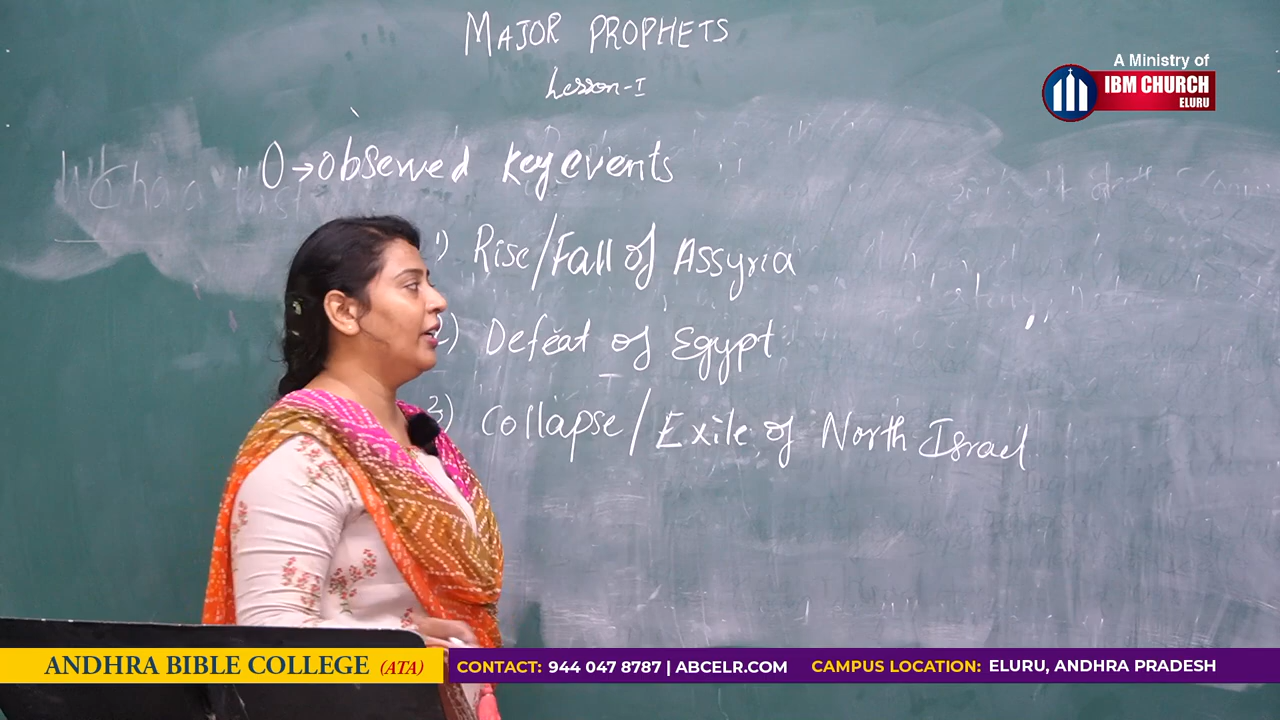 MAJOR PROPHETS
Lesson-I
A Ministry of
IBM CHURCH
ELURU
O→observed key events
1) Rise/Fall of Assyria
2) Defeat of Egypt
3) Collapse/Exile of North Israel
ANDHRA BIBLE COLLEGE (ATA)
CONTACT: 944 047 8787 | ABCELR.COM
CAMPUS LOCATION: ELURU, ANDHRA PRADESH